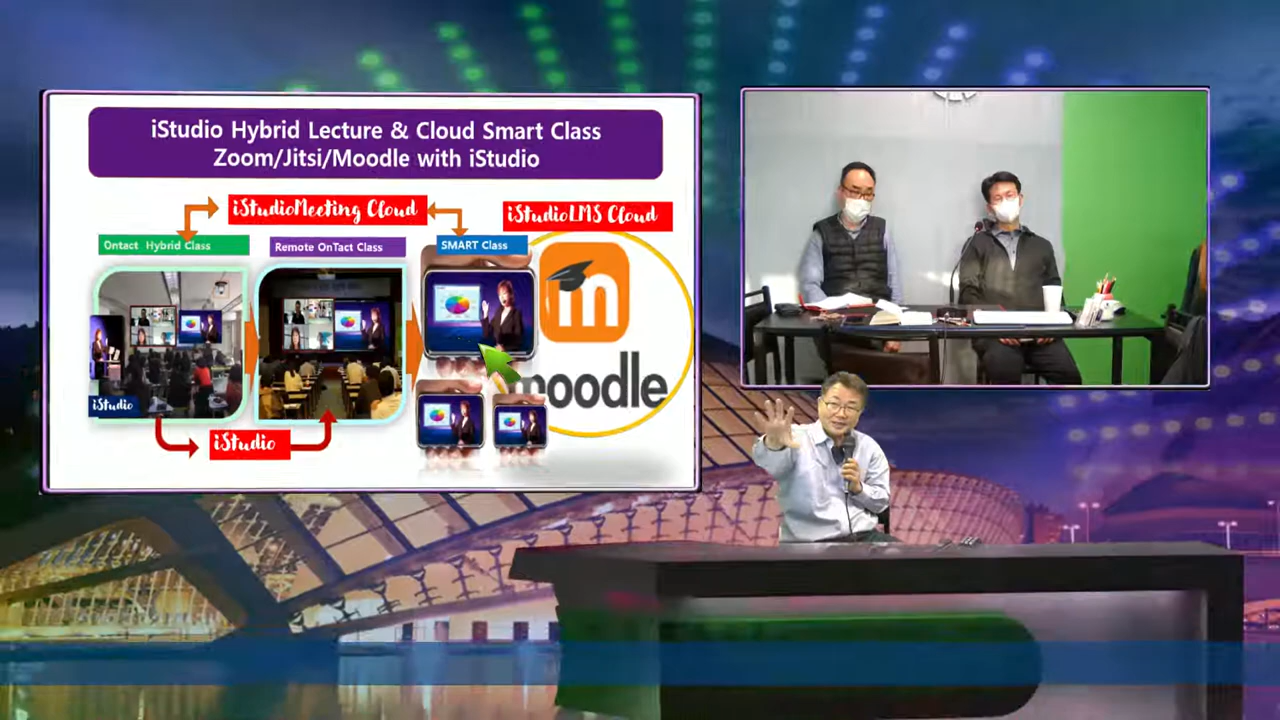 iStudio Hybrid Lecture & Cloud Smart Class
Zoom/Jitsi/Moodle with iStudio
iStudioMeeting Cloud
iStudioLMS Cloud
Ontact Hybrid Class
Remote OnTact Class
SMART Class
m
moodle
iStudio
iStudio